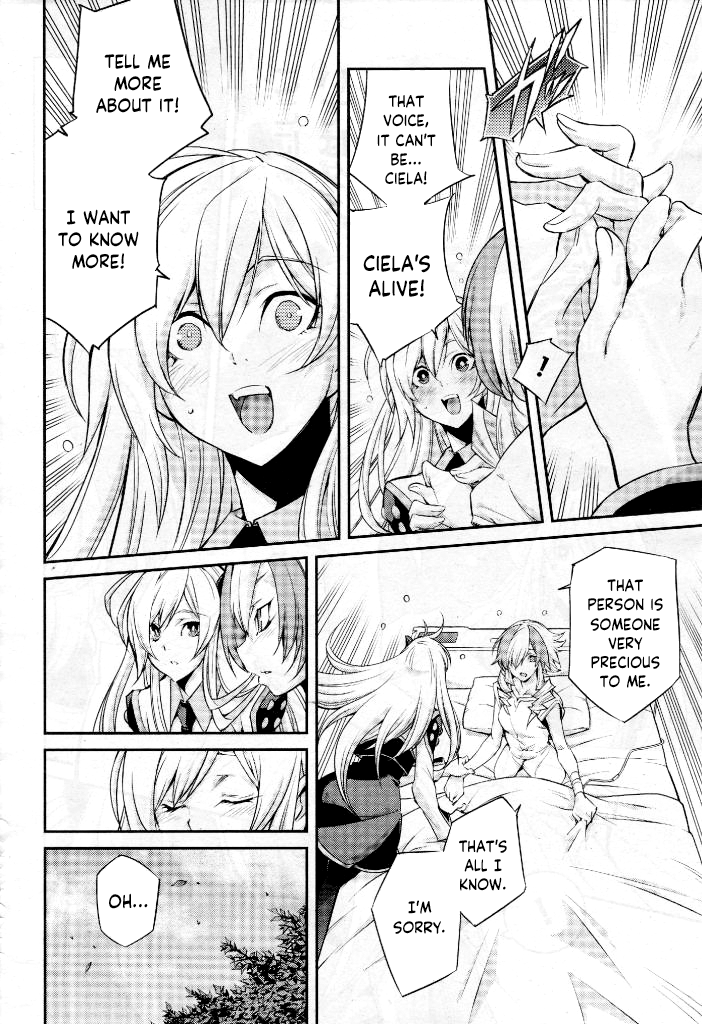 !
THAT
VOICE,
IT CAN'T
BE...
CIELA!
CIELA'S
ALIVE!
TELL ME
MORE
ABOUT IT!
I WANT
TO KNOW
MORE!
THAT
PERSON IS
SOMEONE
VERY
PRECIOUS
TO ME.
THAT'S
ALL I
KNOW.
I'M
SORRY.
OH...